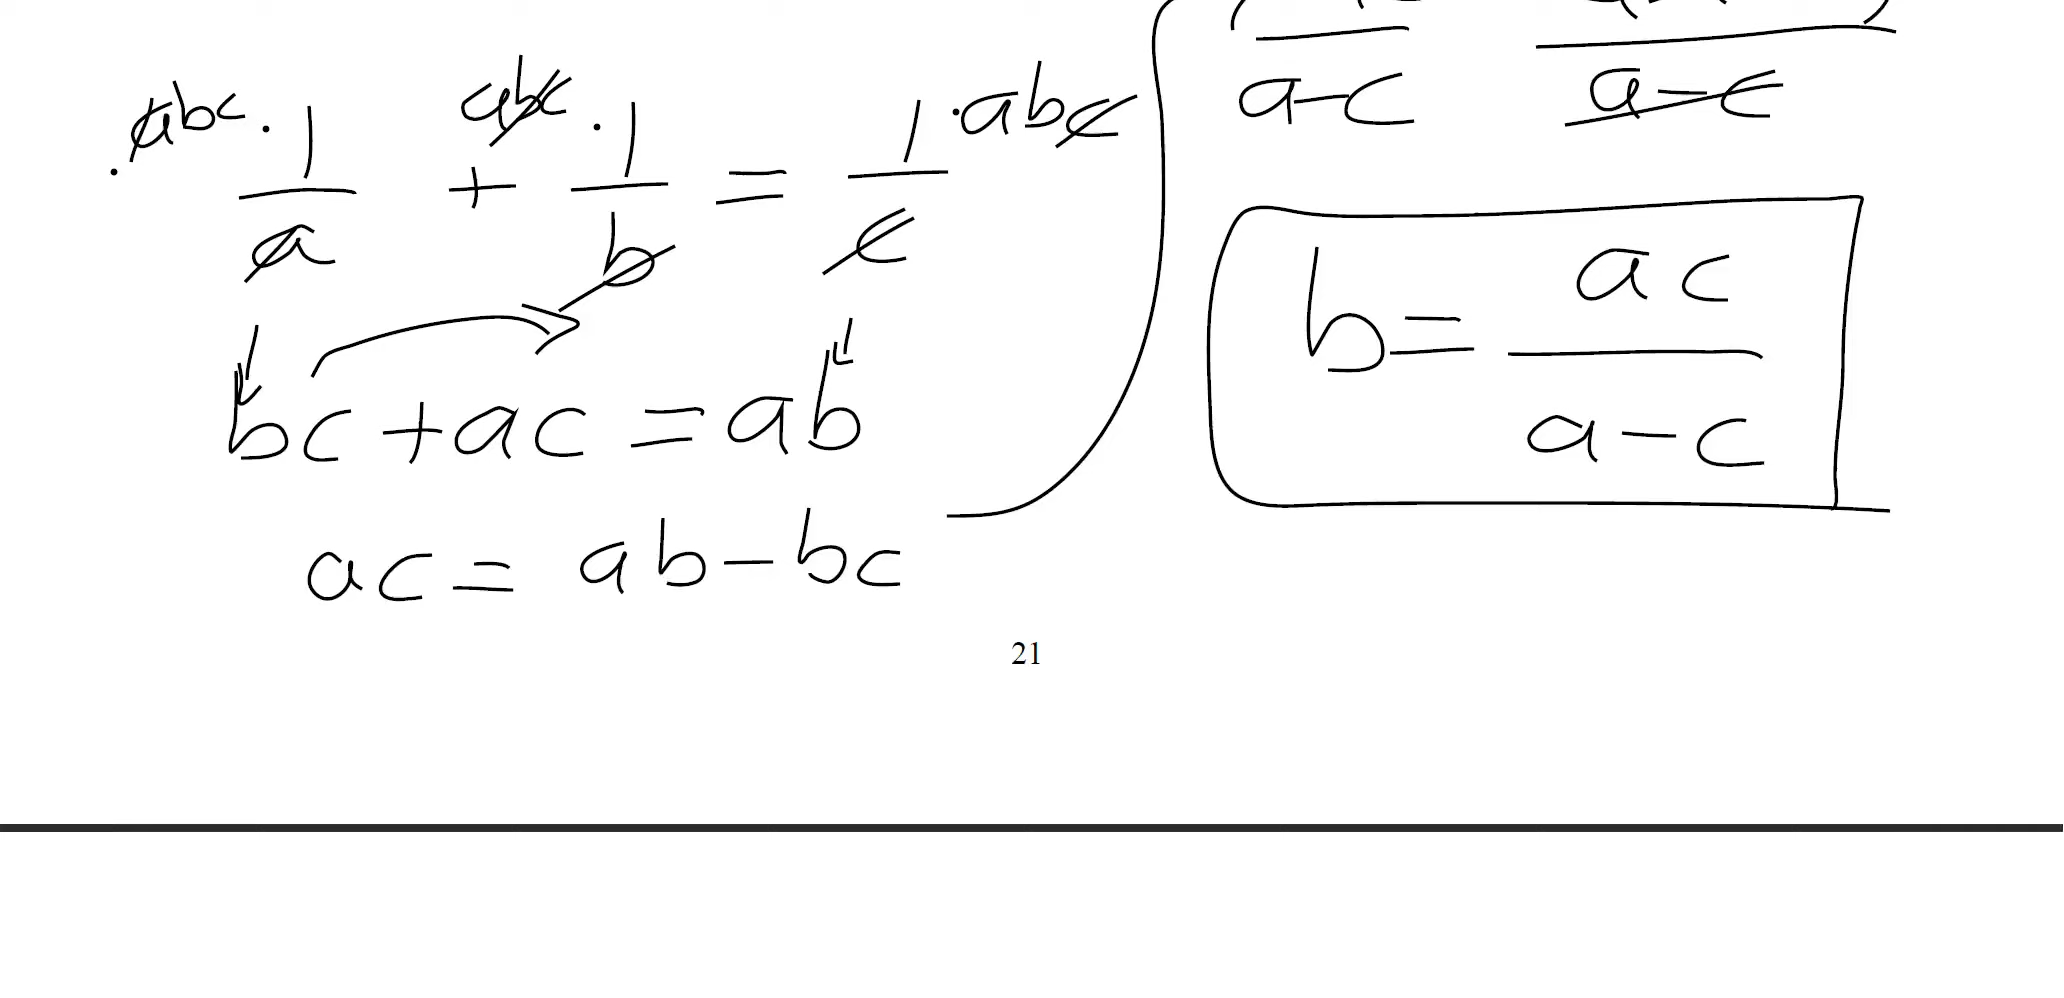 abc · 1/a + abc · 1/b = 1/c · abc
bc + ac = ab
ac = ab - bc
a-c a-c
b = ac/(a-c)
21